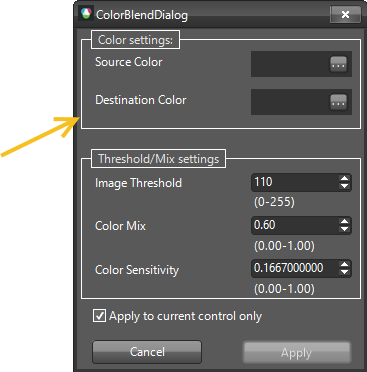 ColorBlendDialog
Color settings:
Source Color ...
Destination Color ...
Threshold/Mix settings
Image Threshold 110
(0-255)
Color Mix 0.60
(0.00-1.00)
Color Sensitivity 0.1667000000
(0.00-1.00)
Apply to current control only
Cancel Apply